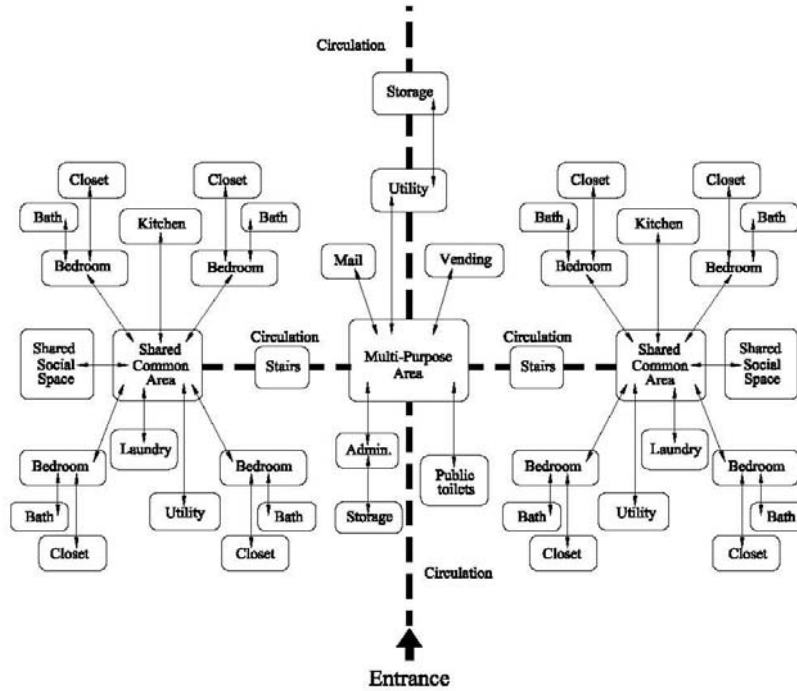 Circulation
Storage
Closet
Closet
Utility
Closet
Closet
Bath
Kitchen
Bath
Bath
Kitchen
Bath
Bedroom
Bedroom
Mail
Vending
Bedroom
Bedroom
Shared
Social
Space
Shared
Common
Area
Circulation
Stairs
Multi-Purpose
Area
Circulation
Stairs
Shared
Common
Area
Shared
Social
Space
Bedroom
Laundry
Bedroom
Admin.
Public
toilets
Bedroom
Laundry
Bedroom
Bath
Utility
Bath
Storage
Bath
Utility
Bath
Closet
Closet
Closet
Closet
Circulation
Entrance